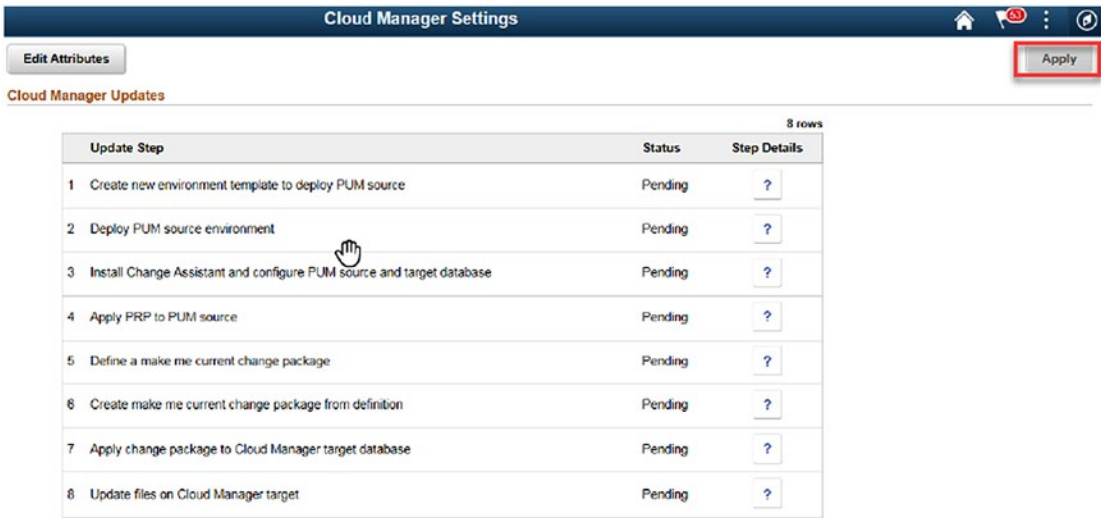 Cloud Manager Settings
53
Edit Attributes
Apply
Cloud Manager Updates
8 rows
Update Step Status Step Details
1 Create new environment template to deploy PUM source Pending ?
2 Deploy PUM source environment Pending ?
3 Install Change Assistant and configure PUM source and target database Pending ?
4 Apply PRP to PUM source Pending ?
5 Define a make me current change package Pending ?
6 Create make me current change package from definition Pending ?
7 Apply change package to Cloud Manager target database Pending ?
8 Update files on Cloud Manager target Pending ?